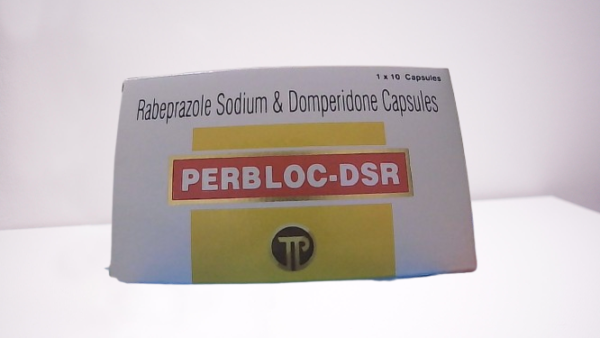 1 x 10 Capsules
Rabeprazole Sodium & Domperidone Capsules
PERBLOC-DSR